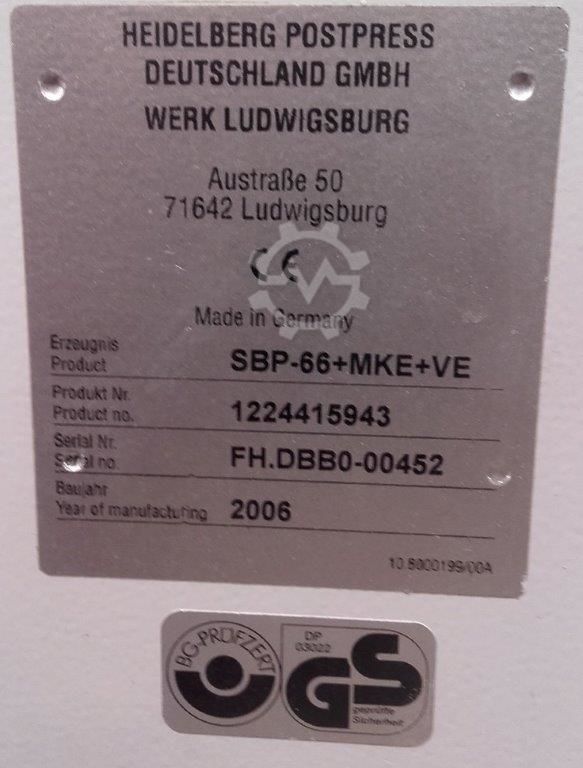 HEIDELBERG POSTPRESS
DEUTSCHLAND GMBH
WERK LUDWIGSBURG
Austraße 50
71642 Ludwigsburg
CE
Made in Germany
Erzeugnis
Product SBP-66+MKE+VE
Produkt Nr.
Product no. 1224415943
Serial Nr.
Serial no. FH.DBB0-00452
Baujahr
Year of manufacturing 2006
10.8000199/00A
BG-PRÜFZERT
DP
03022
GS
geprüfte
Sicherheit